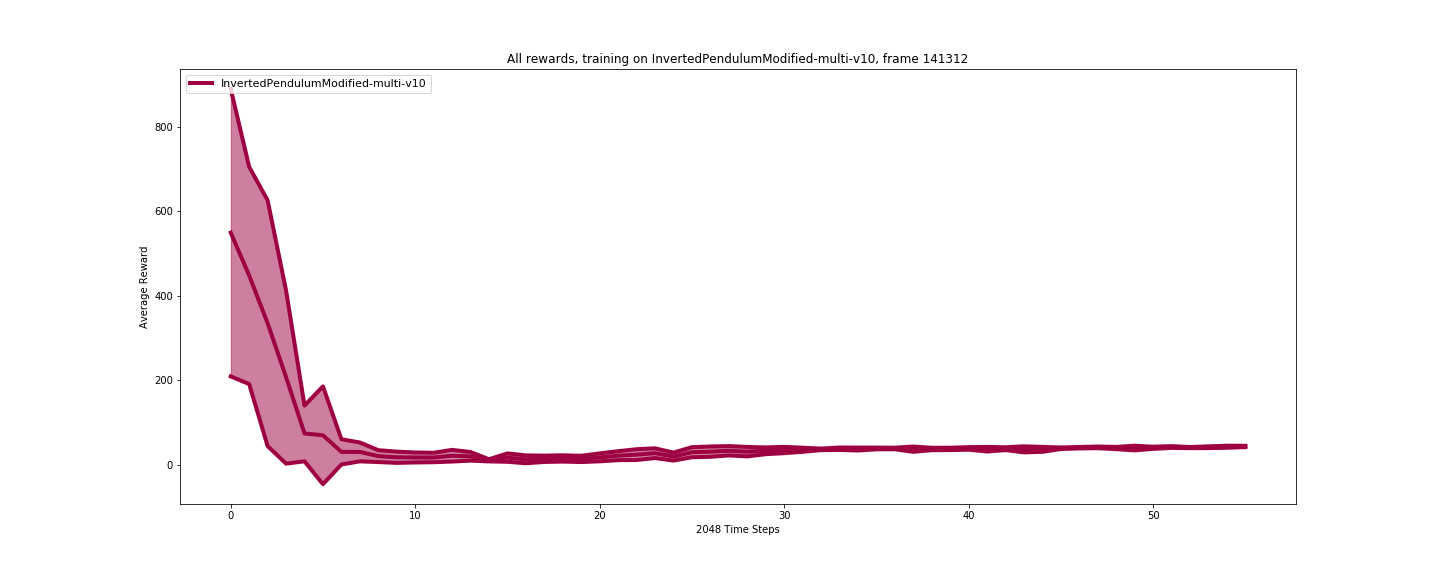 All rewards, training on InvertedPendulumModified-multi-v10, frame 141312
InvertedPendulumModified-multi-v10
800
600
400
200
0
Average Reward
0 10 20 30 40 50
2048 Time Steps